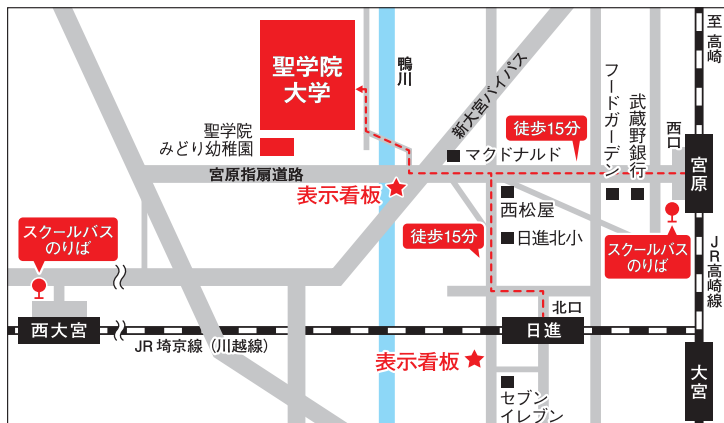 至高崎
聖学院
大学
鴨川
新大宮バイパス
フードガーデン
武蔵野銀行
西口
徒歩15分
聖学院
みどり幼稚園
マクドナルド
宮原
宮原指扇道路
表示看板
西松屋
スクールバス
のりば
徒歩15分
日進北小
スクールバス
のりば
JR高崎線
北口
西大宮
日進
JR埼京線(川越線)
表示看板
大宮
セブン
イレブン